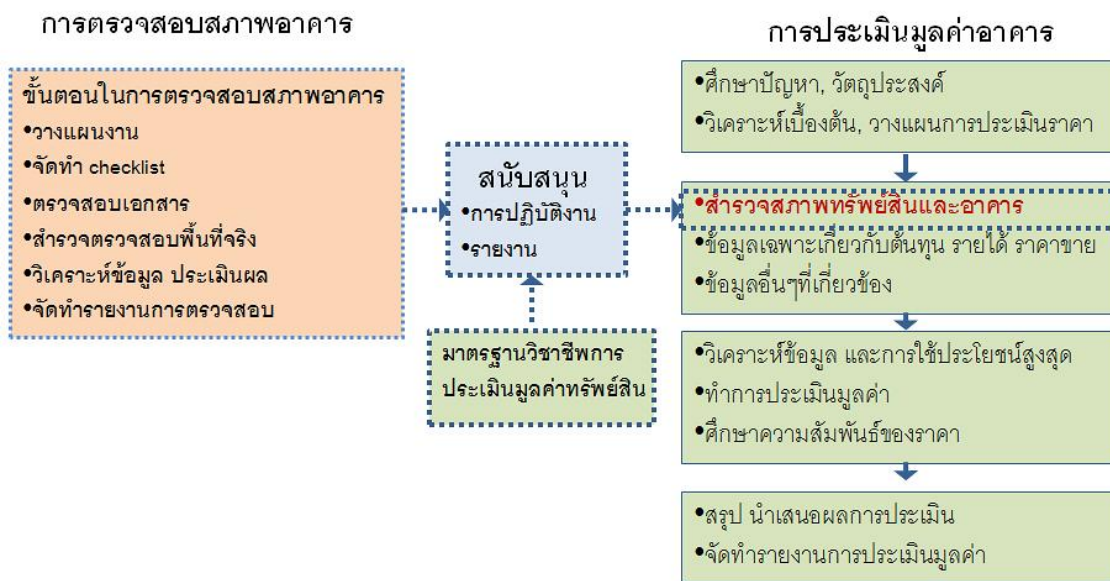 การตรวจสอบสภาพอาคาร
ขั้นตอนในการตรวจสอบสภาพอาคาร
•วางแผนงาน
•จัดทำ checklist
•ตรวจสอบเอกสาร
•สำรวจตรวจสอบพื้นที่จริง
•วิเคราะห์ข้อมูล ประเมินผล
•จัดทำรายงานการตรวจสอบ
สนับสนุน
•การปฏิบัติงาน
•รายงาน
มาตรฐานวิชาชีพการ
ประเมินมูลค่าทรัพย์สิน
การประเมินมูลค่าอาคาร
•ศึกษาปัญหา, วัตถุประสงค์
•วิเคราะห์เบื้องต้น, วางแผนการประเมินราคา
•สำรวจสภาพทรัพย์สินและอาคาร
•ข้อมูลเฉพาะเกี่ยวกับต้นทุน รายได้ ราคาขาย
•ข้อมูลอื่นๆที่เกี่ยวข้อง
•วิเคราะห์ข้อมูล และการใช้ประโยชน์สูงสุด
•ทำการประเมินมูลค่า
•ศึกษาความสัมพันธ์ของราคา
•สรุป นำเสนอผลการประเมิน
•จัดทำรายงานการประเมินมูลค่า